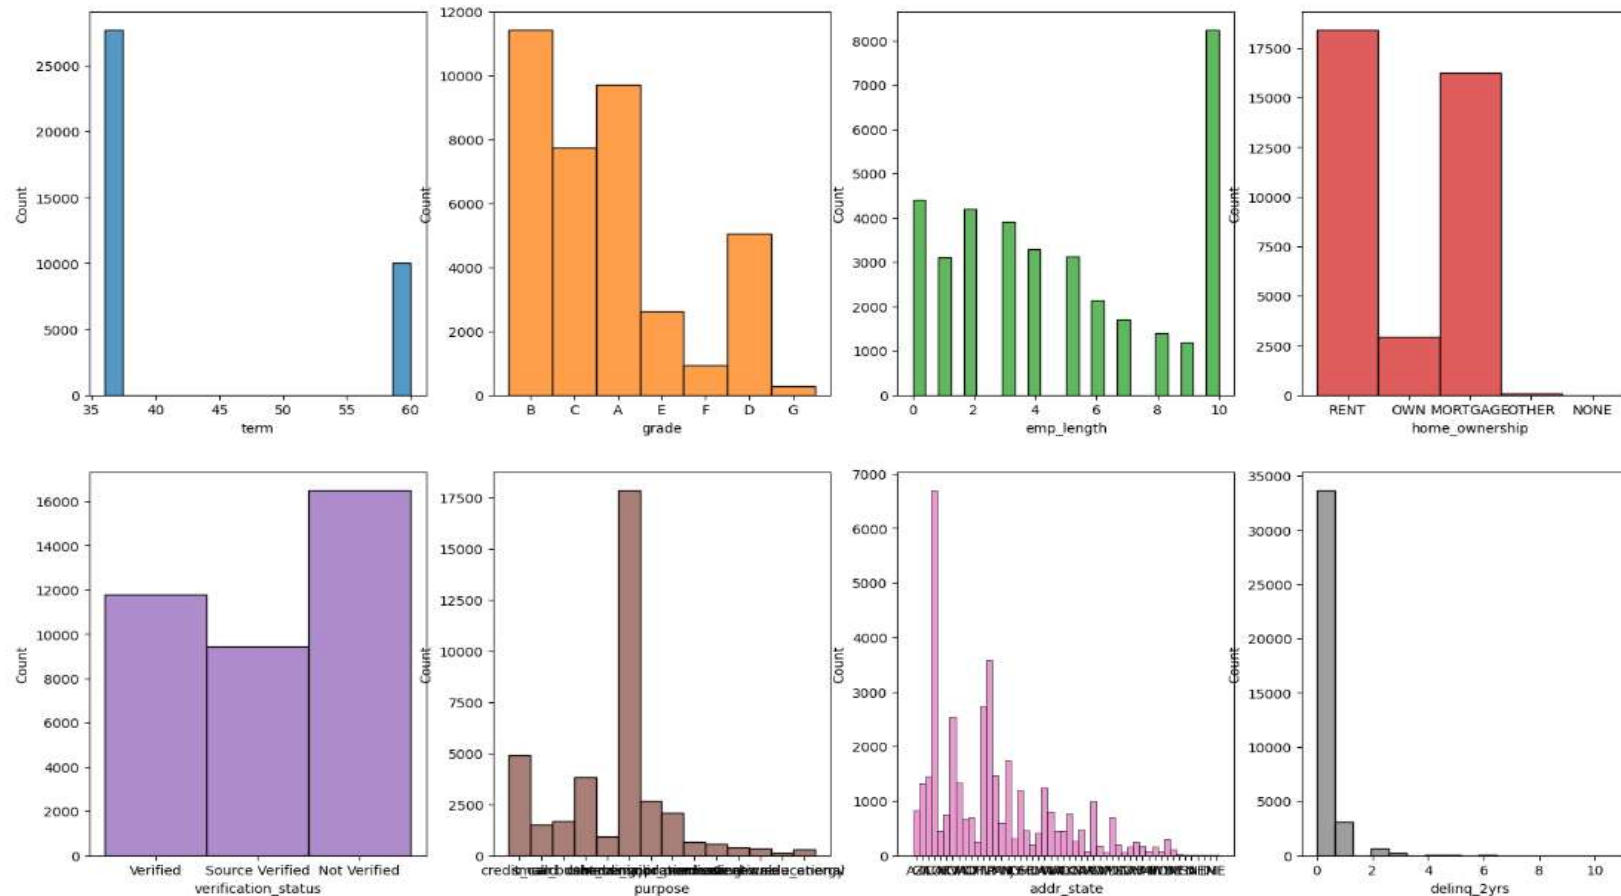 12000
10000
8000
6000
4000
2000
0
Count
B C A E F D G
grade
25000
20000
15000
10000
5000
0
Count
35 40 45 50 55 60
term
8000
7000
6000
5000
4000
3000
2000
1000
0
Count
0 2 4 6 8 10
emp_length
17500
15000
12500
10000
7500
5000
2500
0
Count
RENT OWN MORTGAGE OTHER NONE
home_ownership
16000
14000
12000
10000
8000
6000
4000
2000
0
Count
Verified Source Verified Not Verified
verification_status
17500
15000
12500
10000
7500
5000
2500
0
Count
purpose
7000
6000
5000
4000
3000
2000
1000
0
Count
addr_state
35000
30000
25000
20000
15000
10000
5000
0
Count
0 2 4 6 8 10
delinq_2yrs